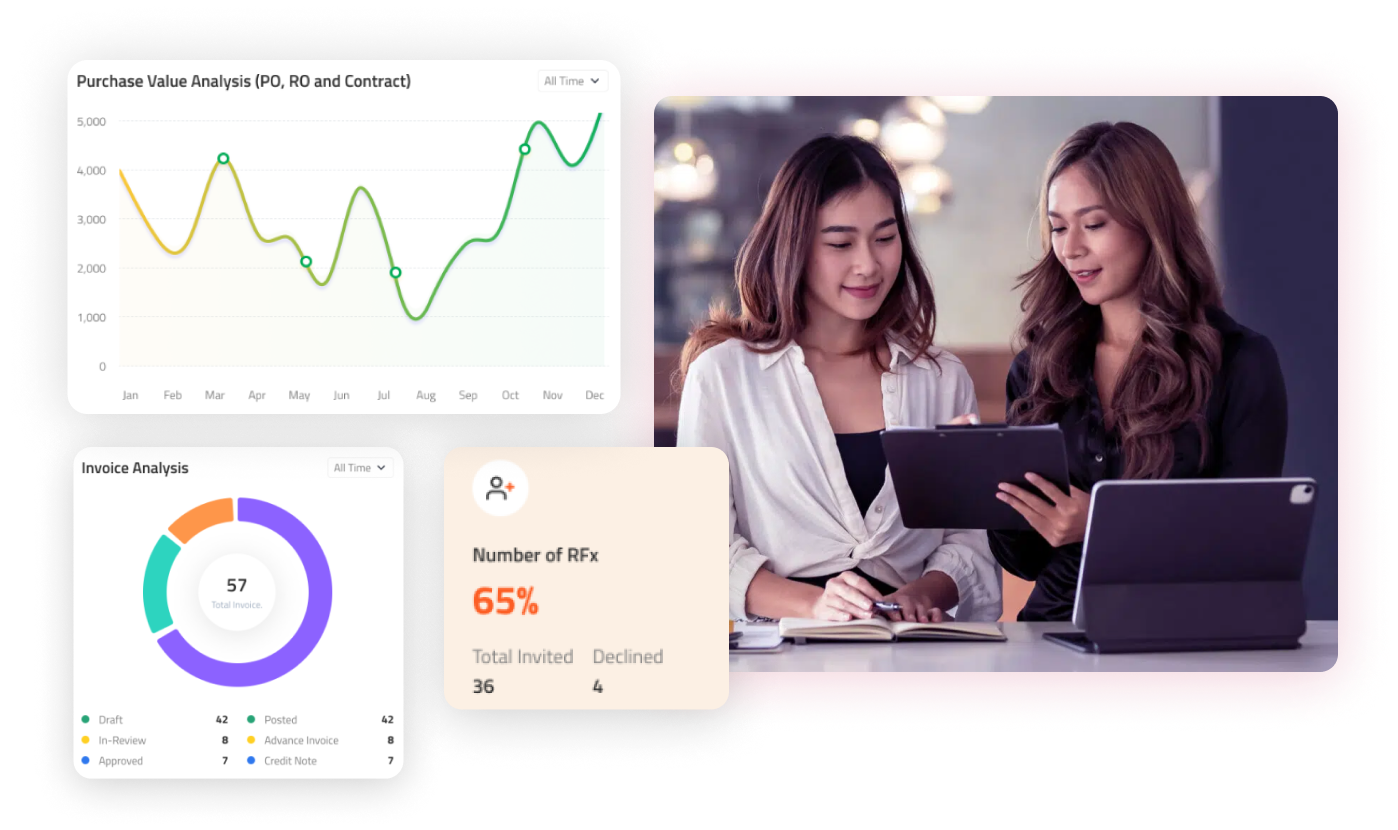 Purchase Value Analysis (PO, RO and Contract)
All Time
5,000
4,000
3,000
2,000
1,000
0
Jan Feb Mar Apr May Jun Jul Aug Sep Oct Nov Dec
Invoice Analysis
All Time
57
Total Invoice.
Draft 42 Posted 42
In-Review 8 Advance Invoice 8
Approved 7 Credit Note 7
Number of RFx
65%
Total Invited Declined
36 4